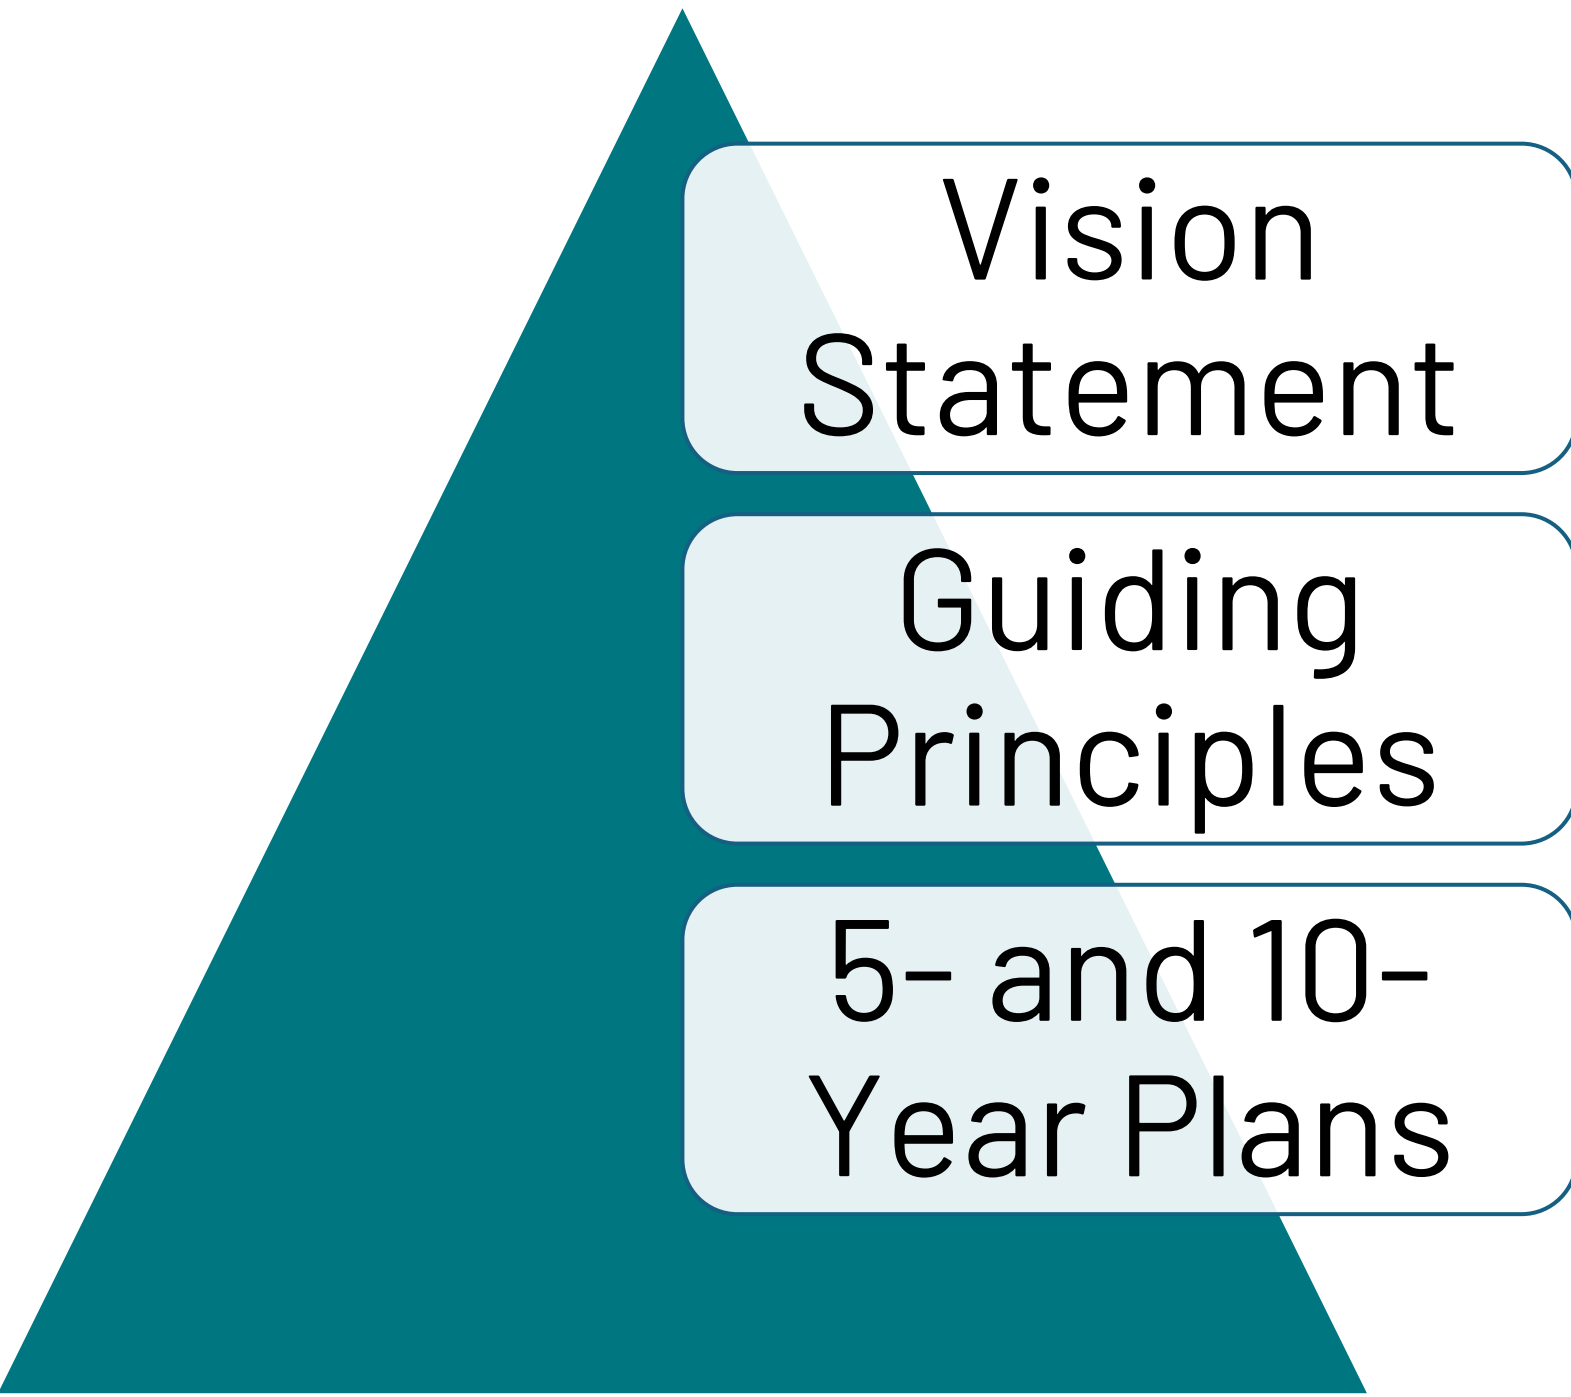 Vision
Statement
Guiding
Principles
5- and 10-
Year Plans